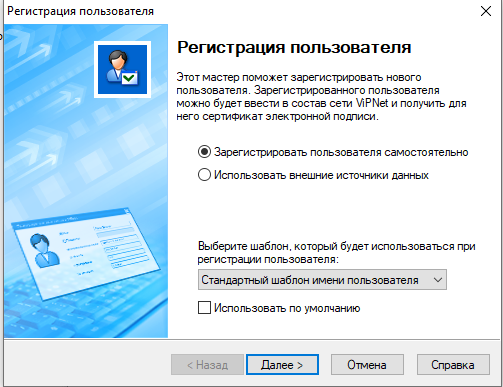 Регистрация пользователя
Регистрация пользователя
Этот мастер поможет зарегистрировать нового
пользователя. Зарегистрированного пользователя
можно будет ввести в состав сети ViPNet и получить для
него сертификат электронной подписи.
Зарегистрировать пользователя самостоятельно
Использовать внешние источники данных
Выберите шаблон, который будет использоваться при
регистрации пользователя:
Стандартный шаблон имени пользователя
Использовать по умолчанию
< Назад
Далее >
Отмена
Справка